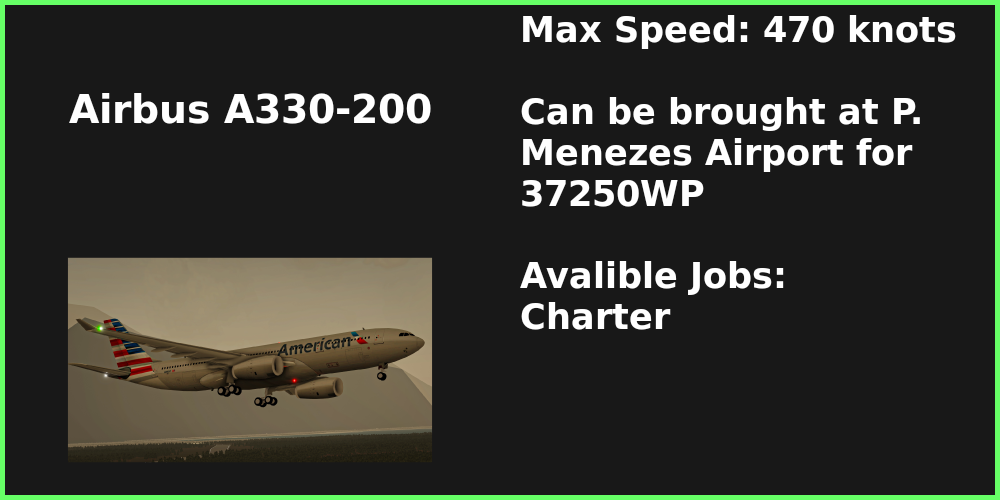 Airbus A330-200
American
Max Speed: 470 knots
Can be brought at P.
Menezes Airport for
37250WP
Avalible Jobs:
Charter